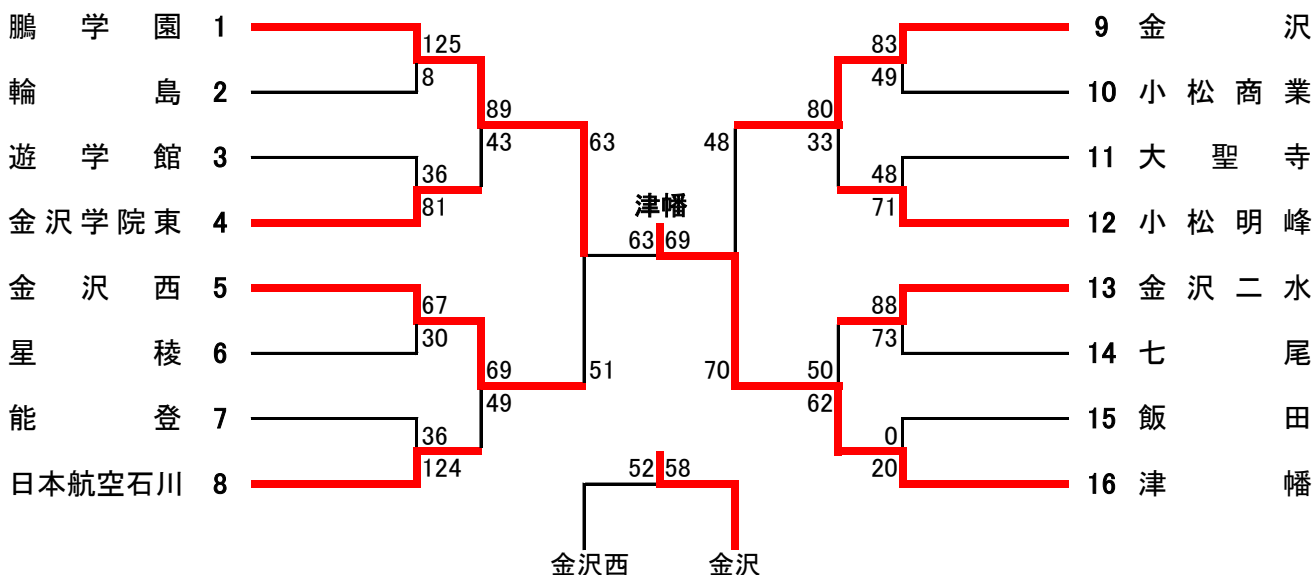 鵬学園 1 125 83 9 金沢
輪島 2 8 49 10 小松商業
89 80
43 63 48 33
遊学館 3 36 48 11 大聖寺
金沢学院東 4 81 71 12 小松明峰
津幡
63 69
金沢西 5 67 88 13 金沢二水
星稜 6 30 73 14 七尾
69 51 70 50
49 62
能登 7 36 0 15 飯田
日本航空石川 8 124 20 16 津幡
52 58
金沢西 金沢